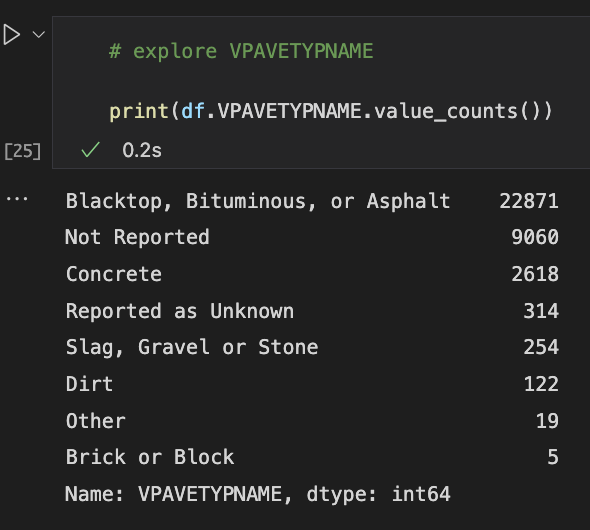 # explore VPAVETYPNAME
print(df.VPAVETYPNAME.value_counts())
[25] 0.2s
Blacktop, Bituminous, or Asphalt 22871
Not Reported 9060
Concrete 2618
Reported as Unknown 314
Slag, Gravel or Stone 254
Dirt 122
Other 19
Brick or Block 5
Name: VPAVETYPNAME, dtype: int64